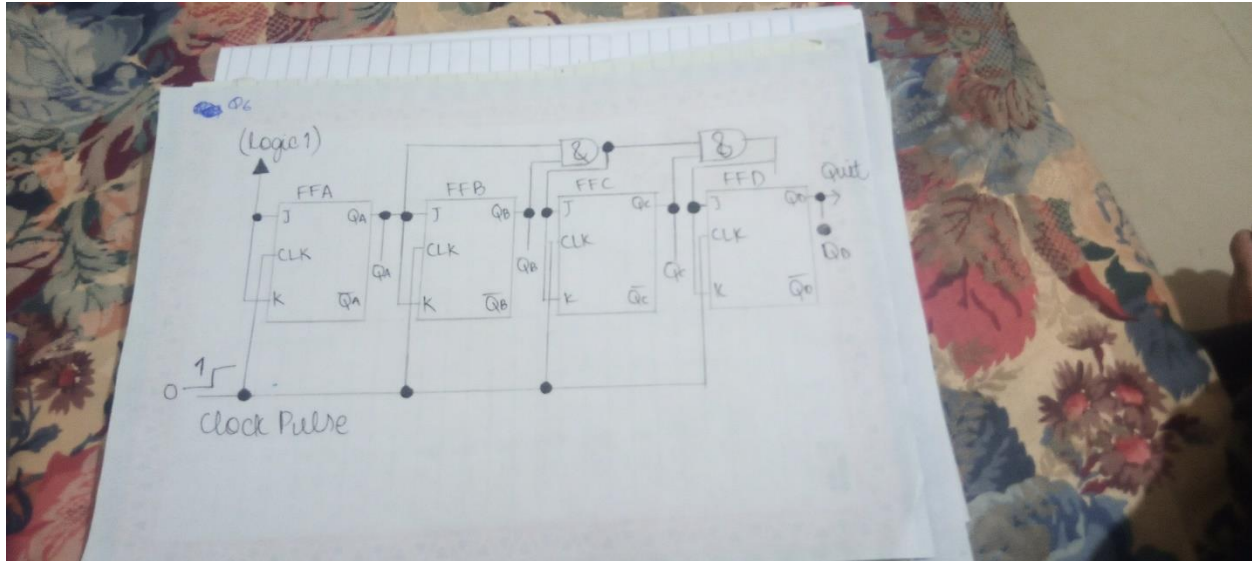 Q6
(Logic 1)
& &
FFA FFB FFC FFD Qout
J QA J QB J QC J QD
CLK CLK CLK CLK
QA QB QC QD
K Q̅A K Q̅B K Q̅C K Q̅D
1
0
Clock Pulse